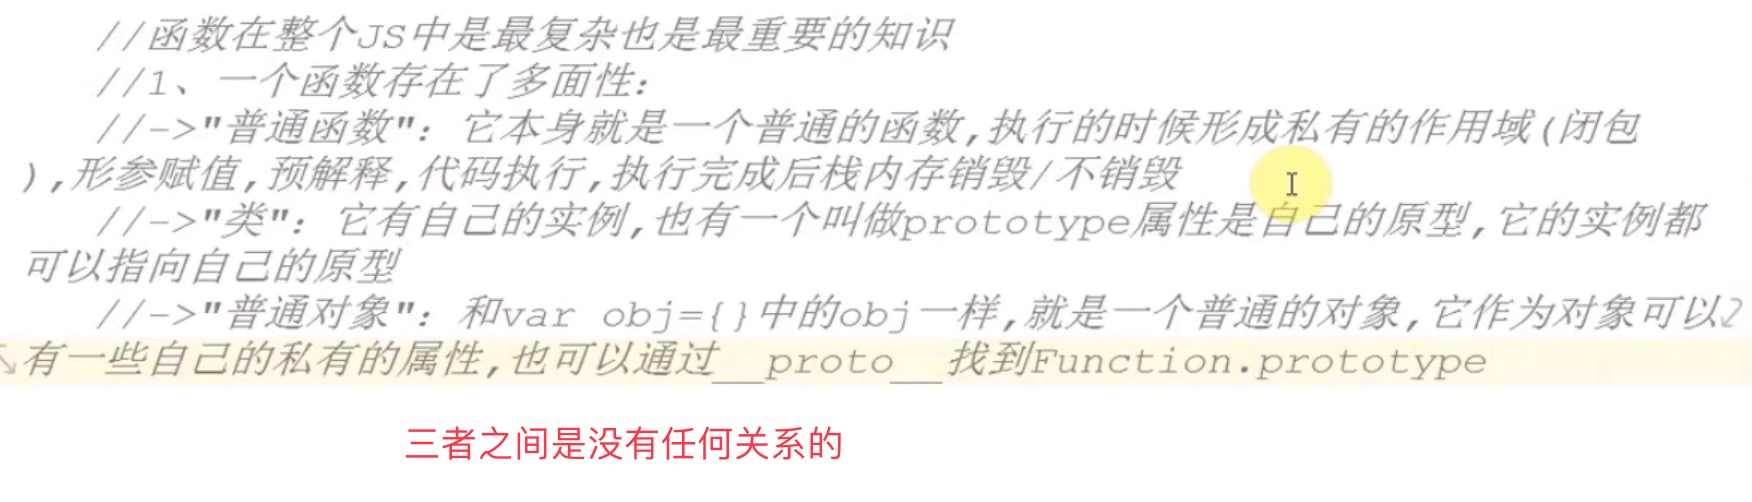 //函数在整个JS中是最复杂也是最重要的知识
//1、一个函数存在了多面性:
//->"普通函数": 它本身就是一个普通的函数,执行的时候形成私有的作用域(闭包
),形参赋值,预解释,代码执行,执行完成后栈内存销毁/不销毁
//->"类": 它有自己的实例,也有一个叫做prototype属性是自己的原型,它的实例都
可以指向自己的原型
//->"普通对象": 和var obj={}中的obj一样,就是一个普通的对象,它作为对象可以
有一些自己的私有的属性,也可以通过__proto__找到Function.prototype
三者之间是没有任何关系的